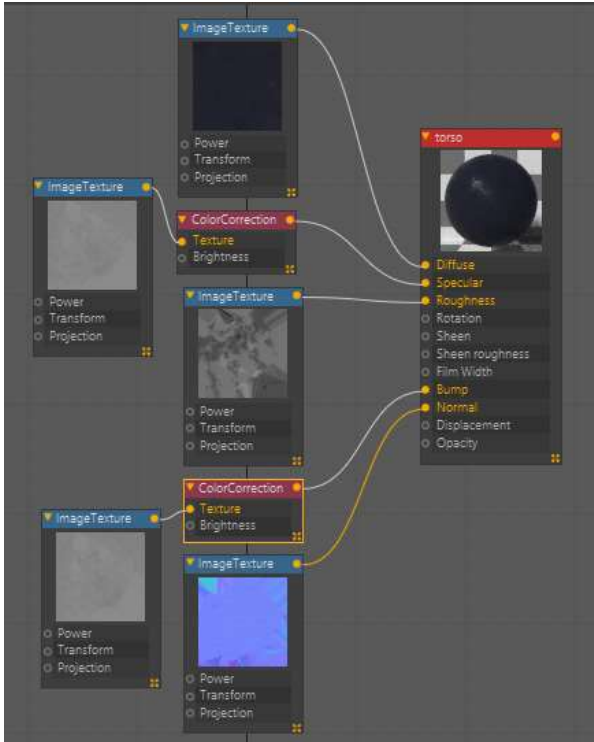 ImageTexture
Power
Transform
Projection
ImageTexture
Power
Transform
Projection
ColorCorrection
Texture
Brightness
ImageTexture
Power
Transform
Projection
ColorCorrection
Texture
Brightness
ImageTexture
Power
Transform
Projection
ImageTexture
Power
Transform
Projection
torso
Diffuse
Specular
Roughness
Rotation
Sheen
Sheen roughness
Film Width
Bump
Normal
Displacement
Opacity